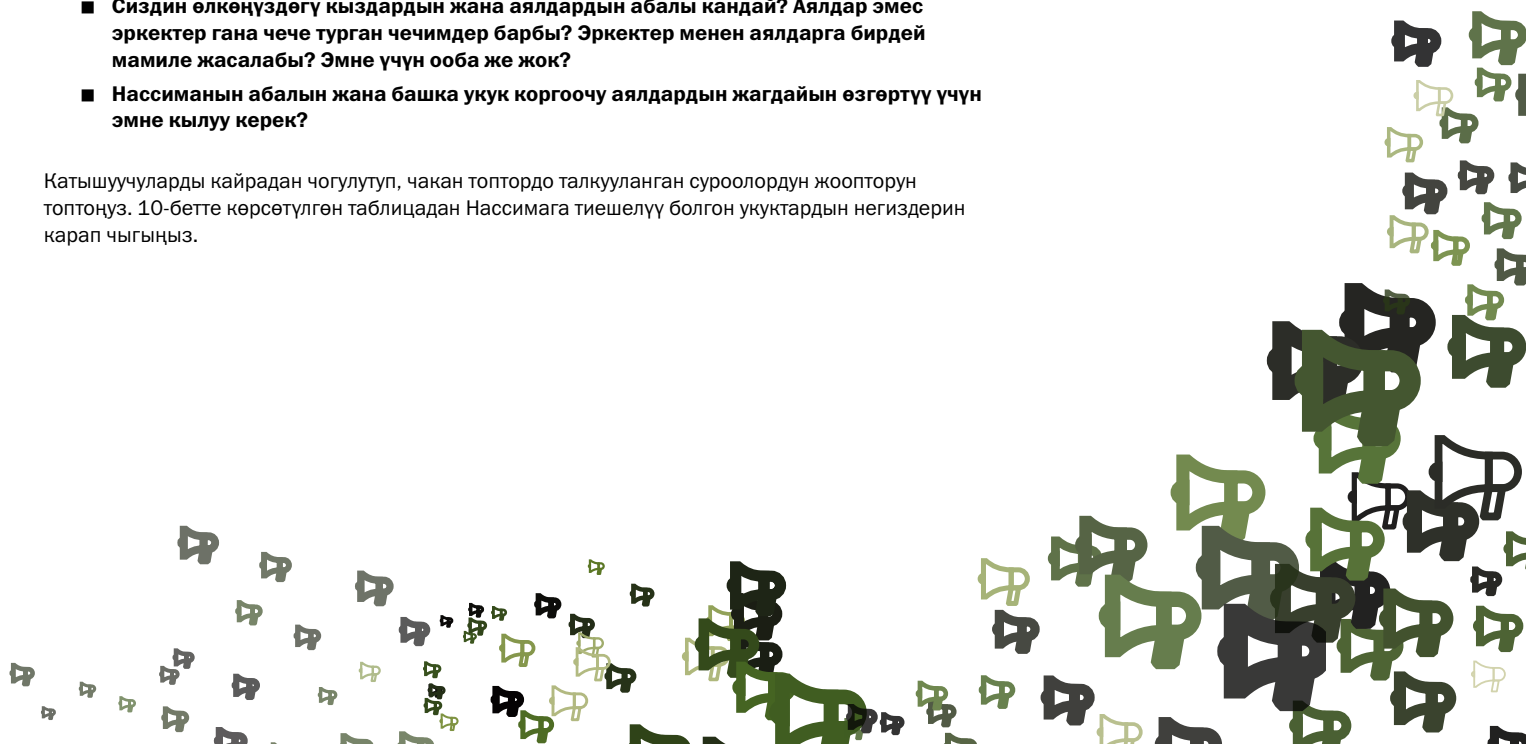 ■ Сиздин өлкөңүздөгү кыздардын жана аялдардын абалы кандай? Аялдар эмес
эркектер гана чече турган чечимдер барбы? Эркектер менен аялдарга бирдей
мамиле жасалабы? Эмне үчүн ооба же жок?
■ Нассиманын абалын жана башка укук коргоочу аялдардын жагдайын өзгөртүү үчүн
эмне кылуу керек?
Катышуучуларды кайрадан чогулутуп, чакан топтордо талкууланган суроолордун жоопторун
топтоңуз. 10-бетте көрсөтүлгөн таблицадан Нассимага тиешелүү болгон укуктардын негиздерин
карап чыгыңыз.